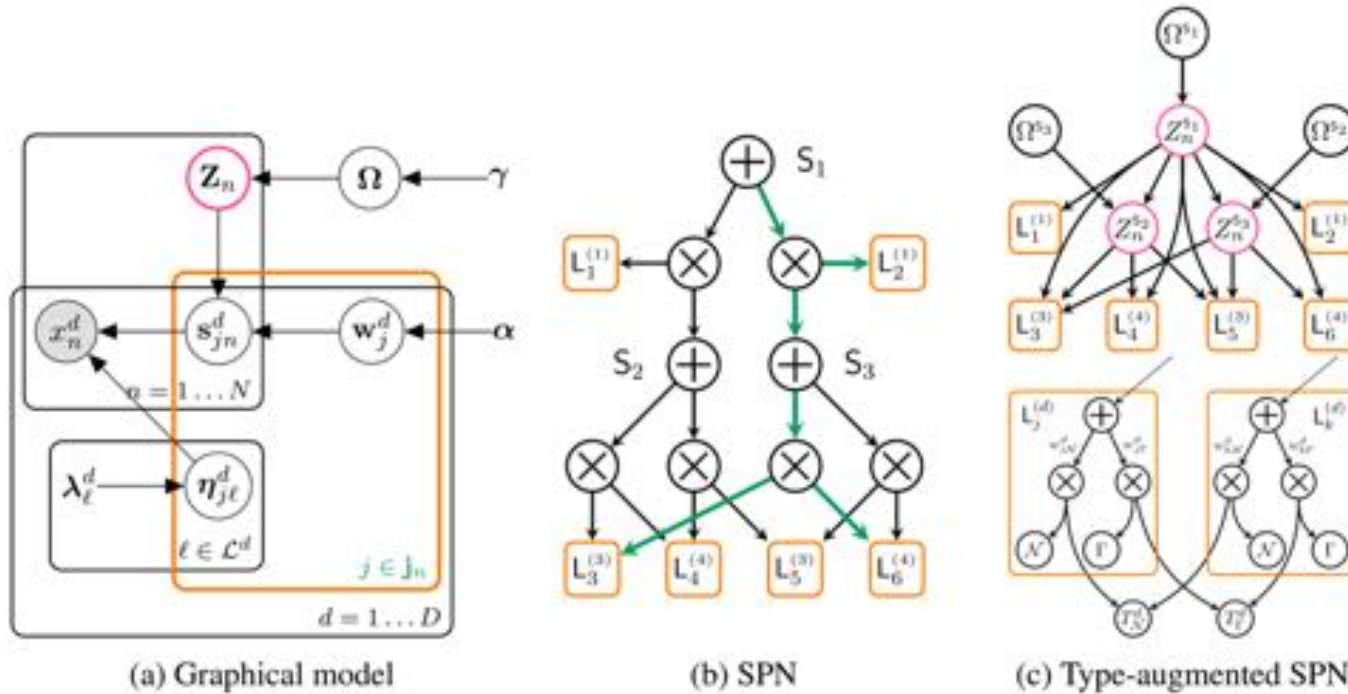 Z_n
Ω
γ
x_n^d
s_{jn}^d
w_j^d
α
n = 1 … N
λ_ℓ^d
η_{jℓ}^d
ℓ ∈ ℒ^d
j ∈ j_n
d = 1 … D
(a) Graphical model
+
S_1
L_1^{(1)}
×
×
L_2^{(1)}
S_2
+
+
S_3
×
×
×
×
L_3^{(3)}
L_4^{(4)}
L_5^{(3)}
L_6^{(4)}
(b) SPN
Ω^{S_1}
Ω^{S_3}
Z_n^{S_1}
Ω^{S_2}
L_1^{(1)}
Z_n^{S_2}
Z_n^{S_3}
L_2^{(1)}
L_3^{(3)}
L_4^{(4)}
L_5^{(3)}
L_6^{(4)}
L_j^{(d)}
+
+
L_k^{(d)}
×
×
×
×
𝒩
Γ
𝒩
Γ
(c) Type-augmented SPN